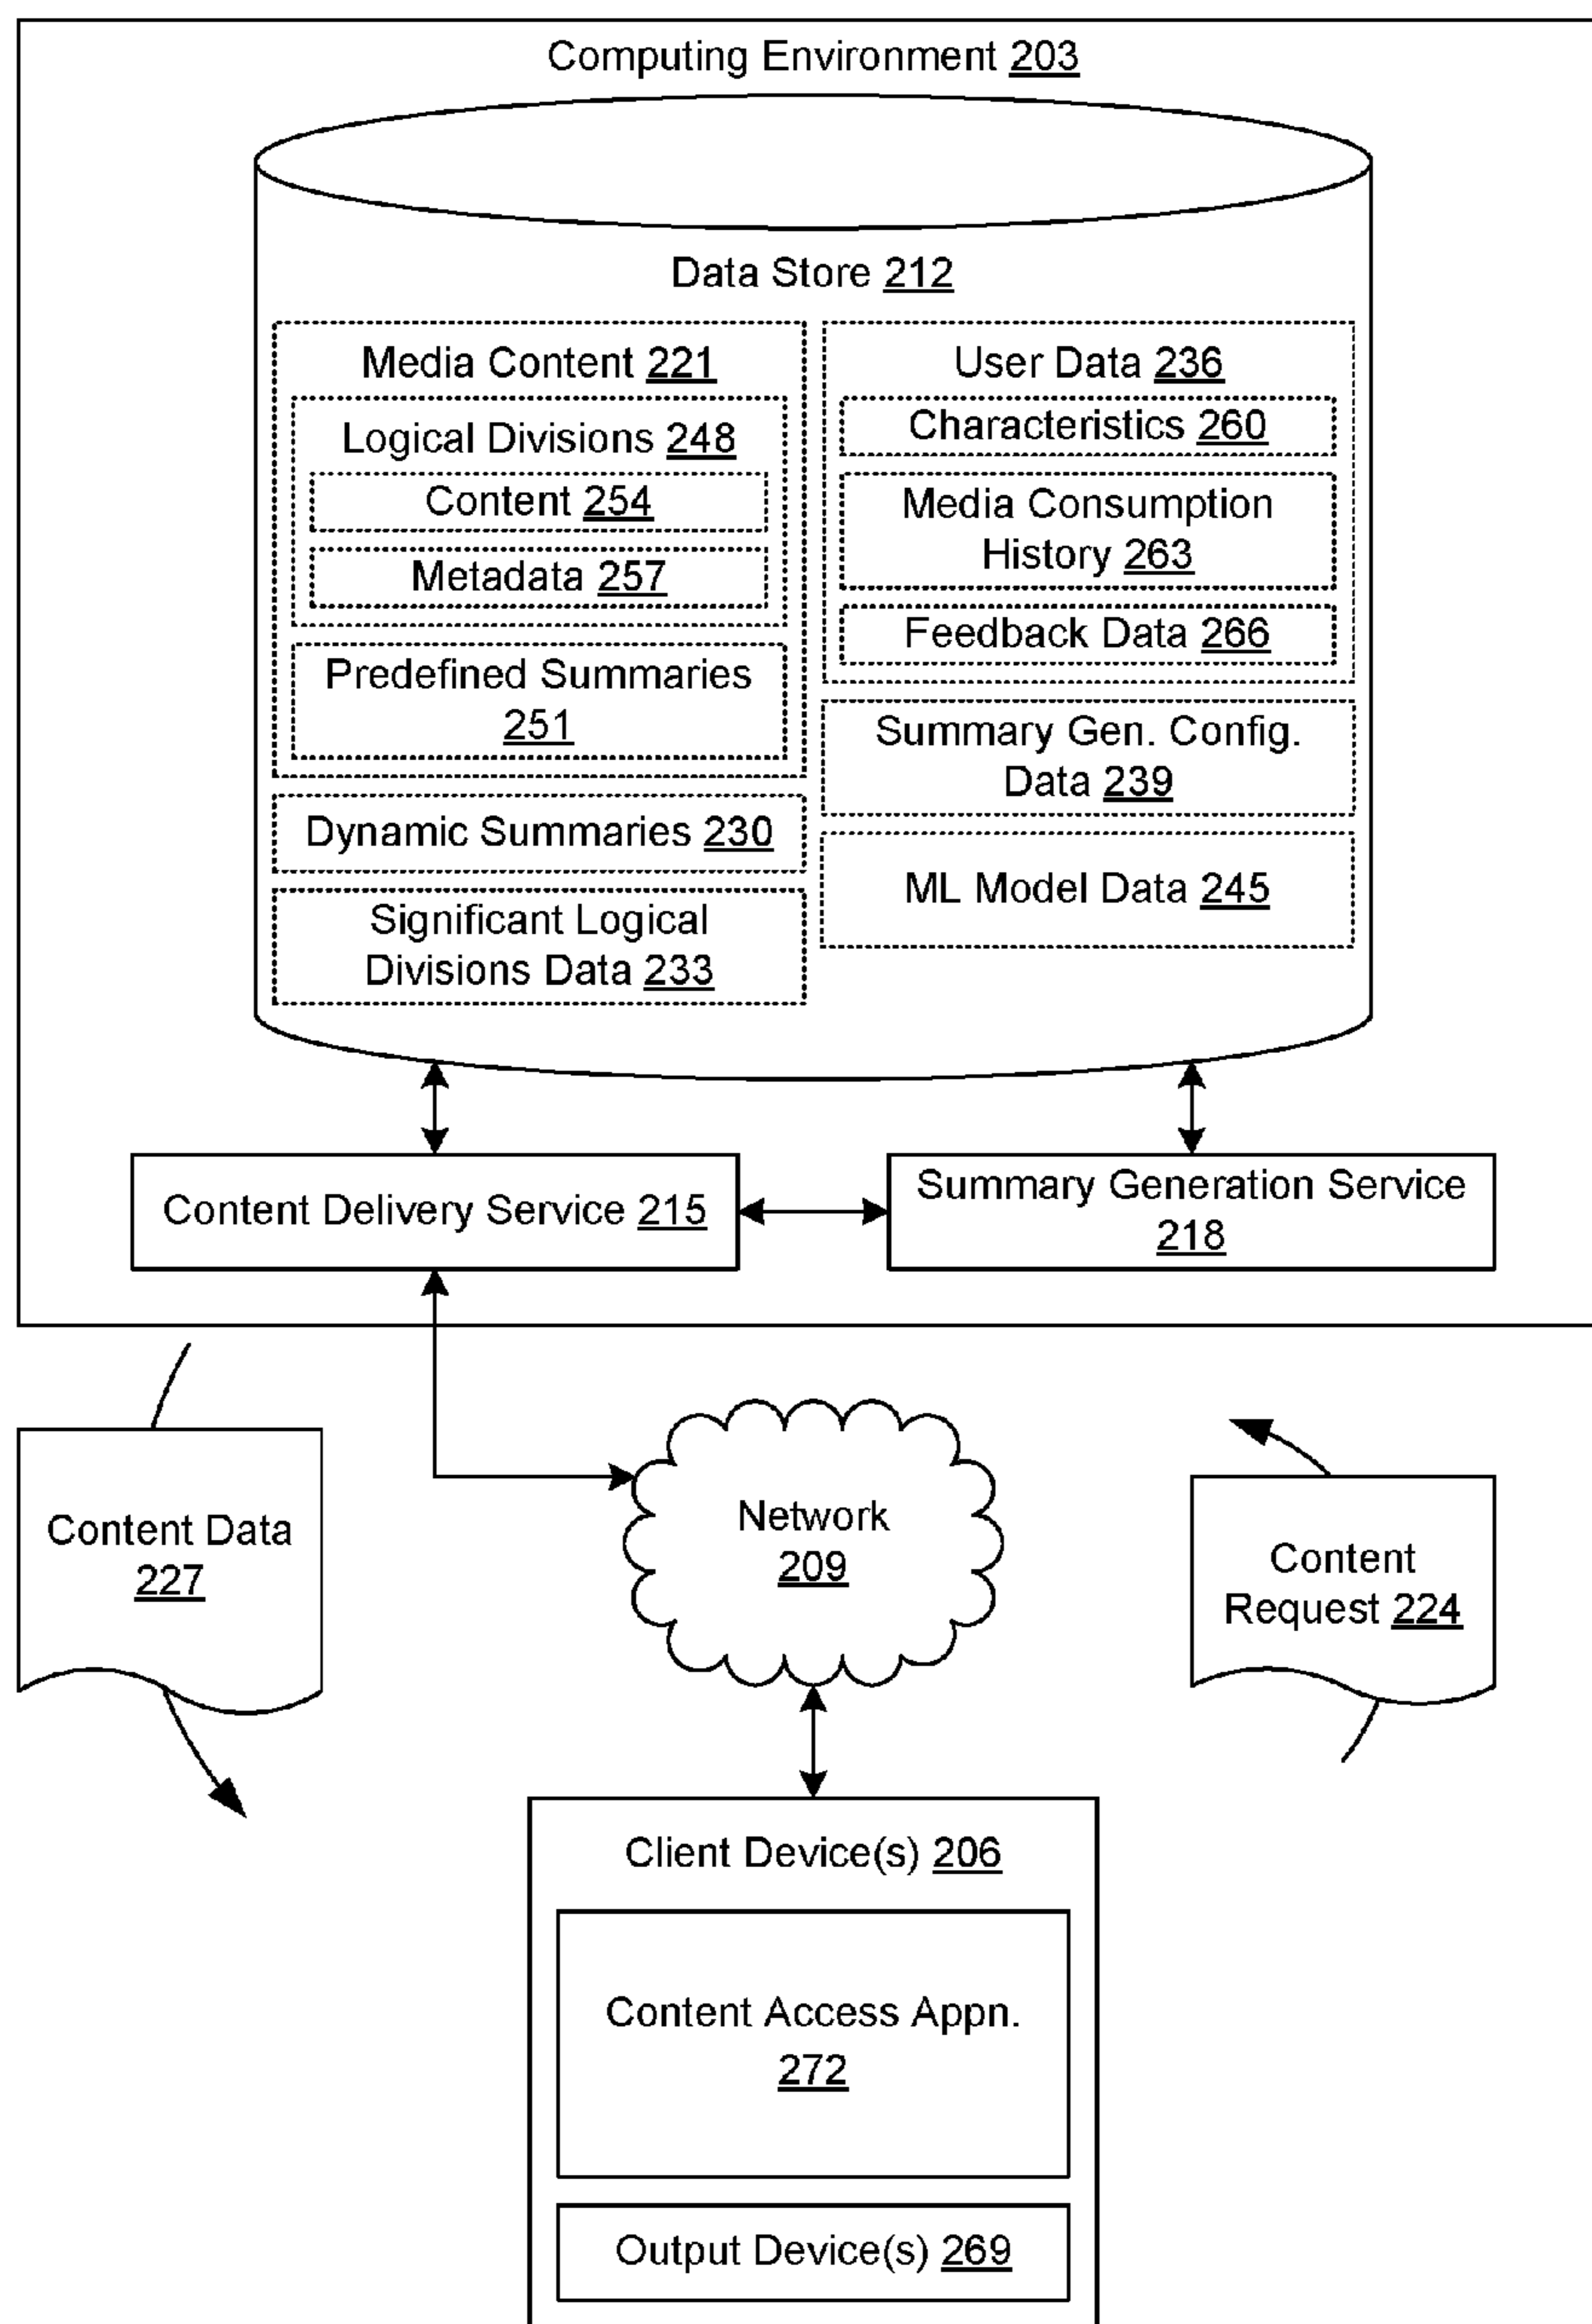 Computing Environment 203
Data Store 212
Media Content 221
Logical Divisions 248
Content 254
Metadata 257
Predefined Summaries
251
Dynamic Summaries 230
Significant Logical
Divisions Data 233
User Data 236
Characteristics 260
Media Consumption
History 263
Feedback Data 266
Summary Gen. Config.
Data 239
ML Model Data 245
Content Delivery Service 215
Summary Generation Service
218
Content Data
227
Network
209
Content
Request 224
Client Device(s) 206
Content Access Appn.
272
Output Device(s) 269